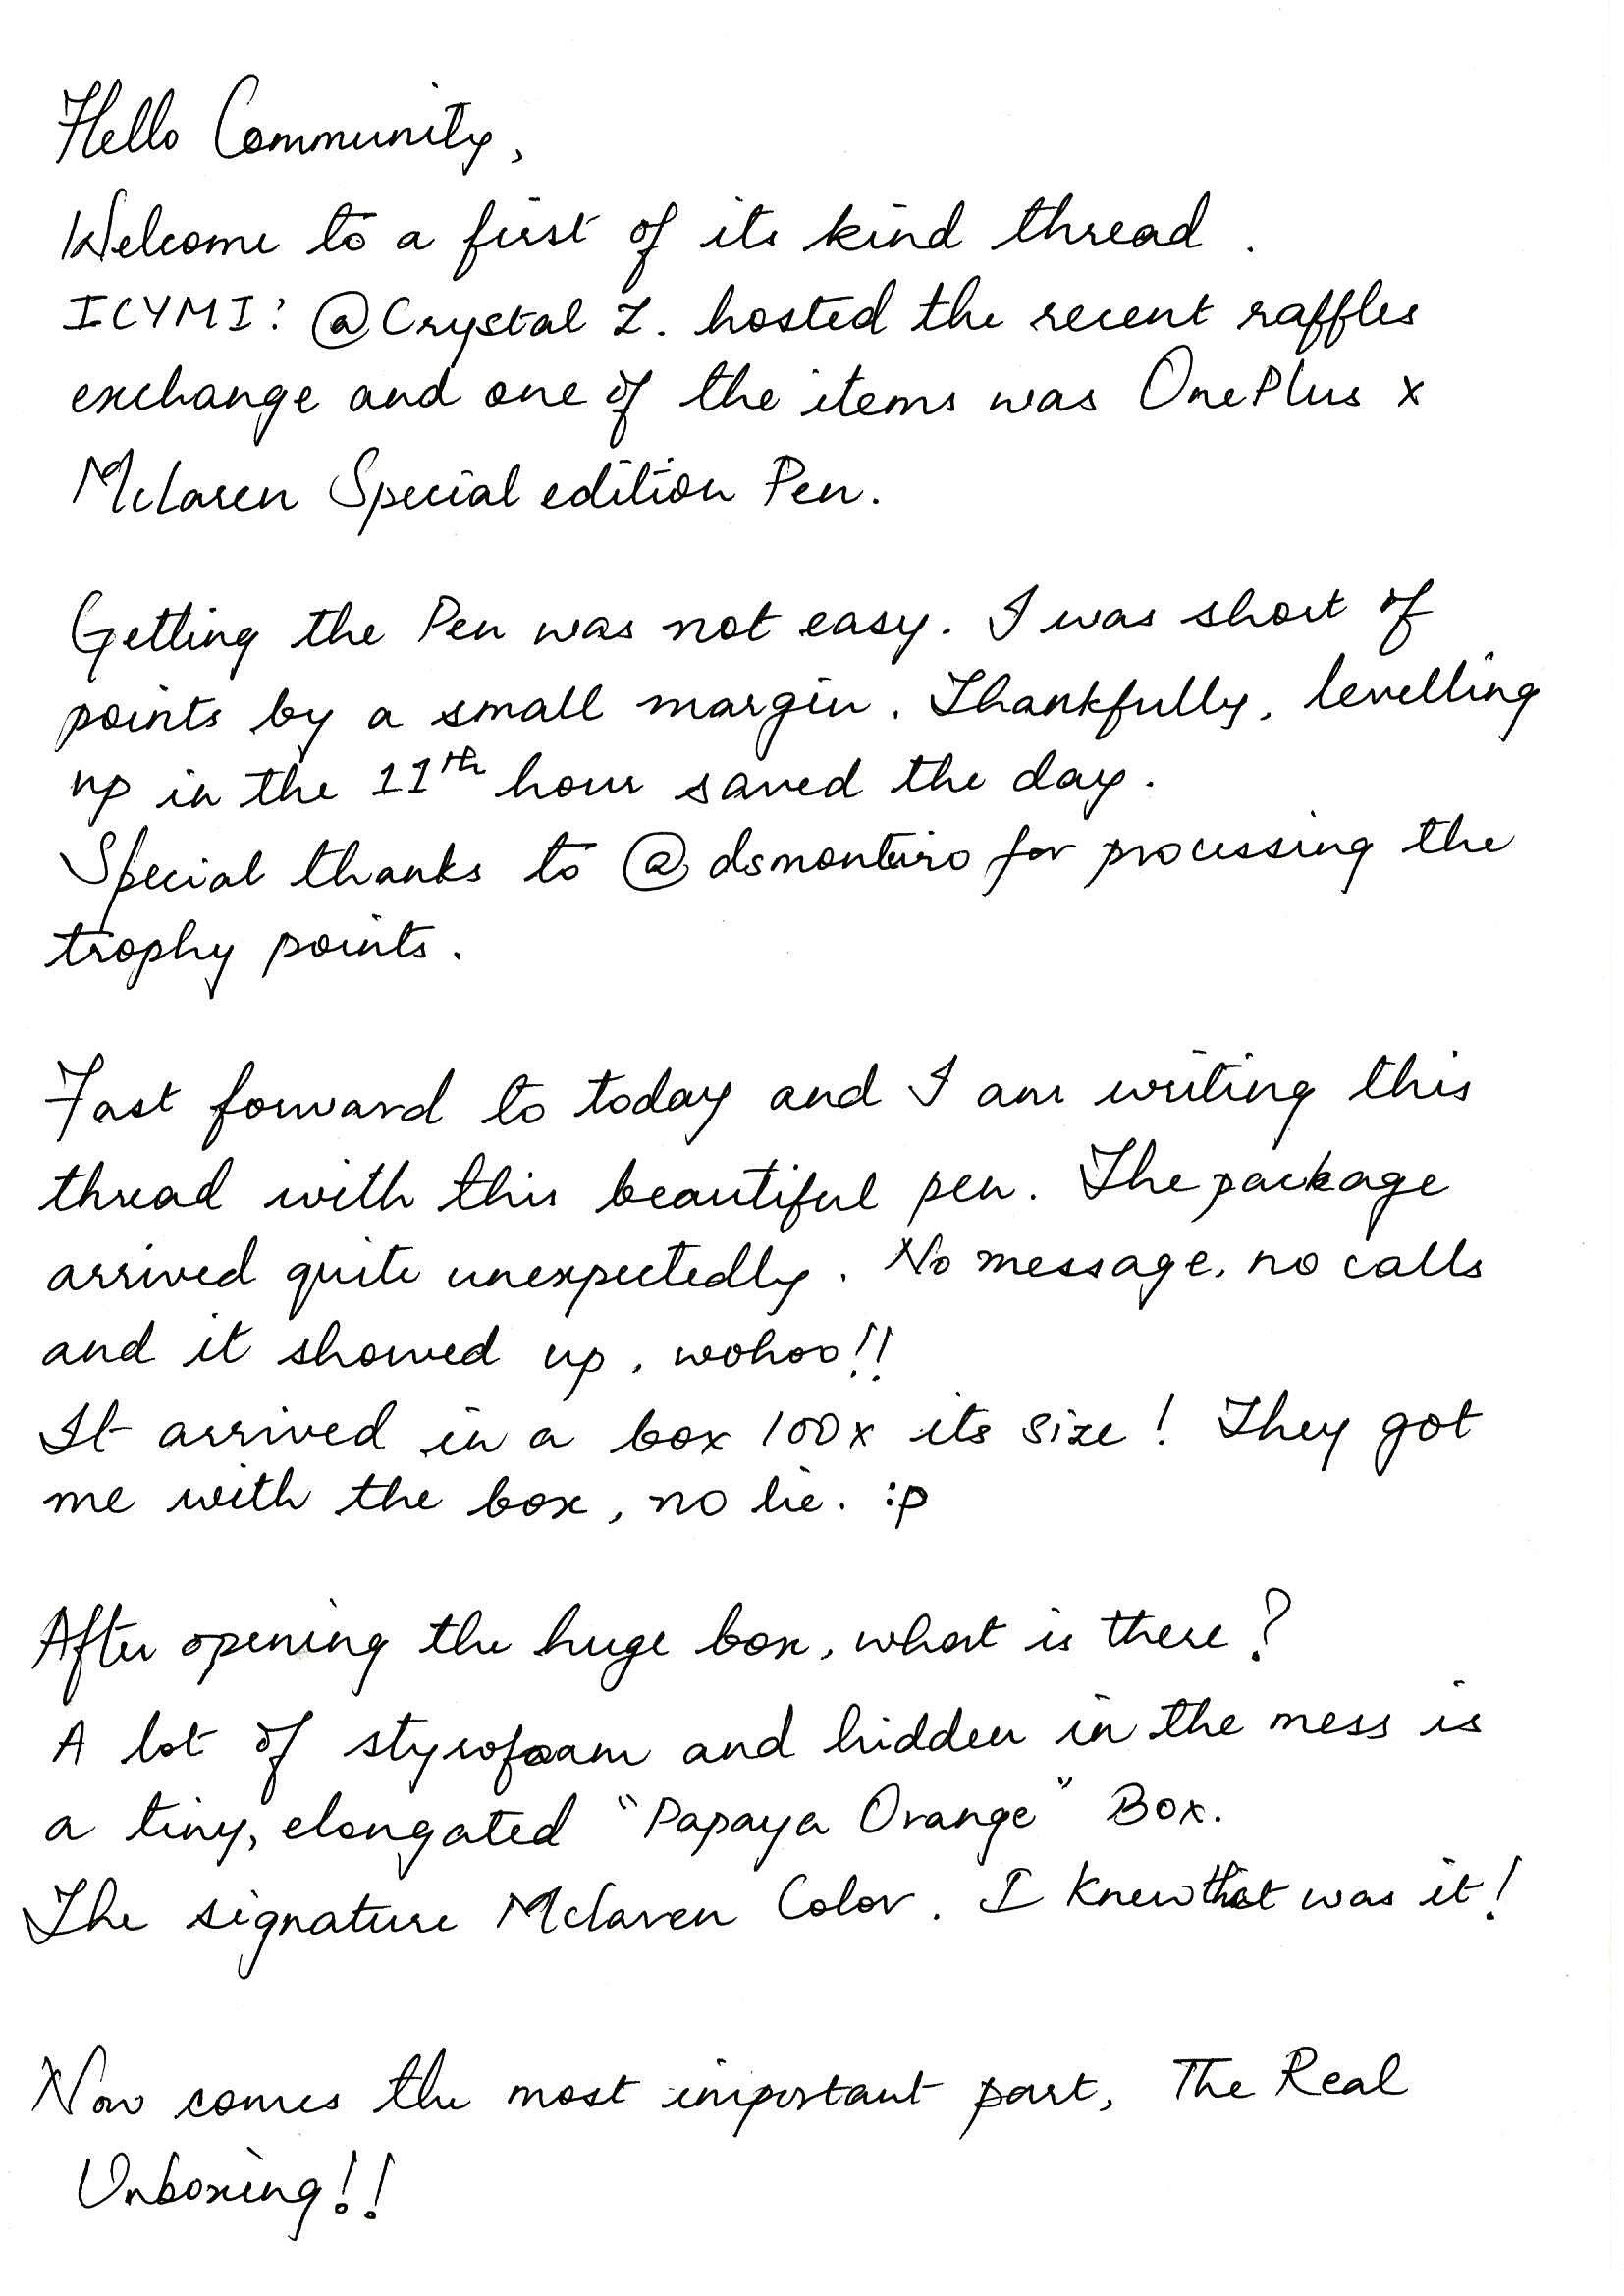 Hello Community,
Welcome to a first of its kind thread.
ICYMI: @Crystal Z. hosted the recent raffles
exchange and one of the items was OnePlus x
McLaren Special edition Pen.
Getting the Pen was not easy. I was short of
points by a small margin. Thankfully, levelling
up in the 11th hour saved the day.
Special thanks to @dsmonteiro for processing the
trophy points.
Fast forward to today and I am writing this
thread with this beautiful pen. The package
arrived quite unexpectedly. No message, no calls
and it showed up, wohoo!!
It arrived in a box 100x its size! They got
me with the box, no lie. :p
After opening the huge box, what is there?
A lot of styrofoam and hidden in the mess is
a tiny, elongated "Papaya Orange" Box.
The signature Mclaren Color. I knew that was it!
Now comes the most important part, The Real
Unboxing!!